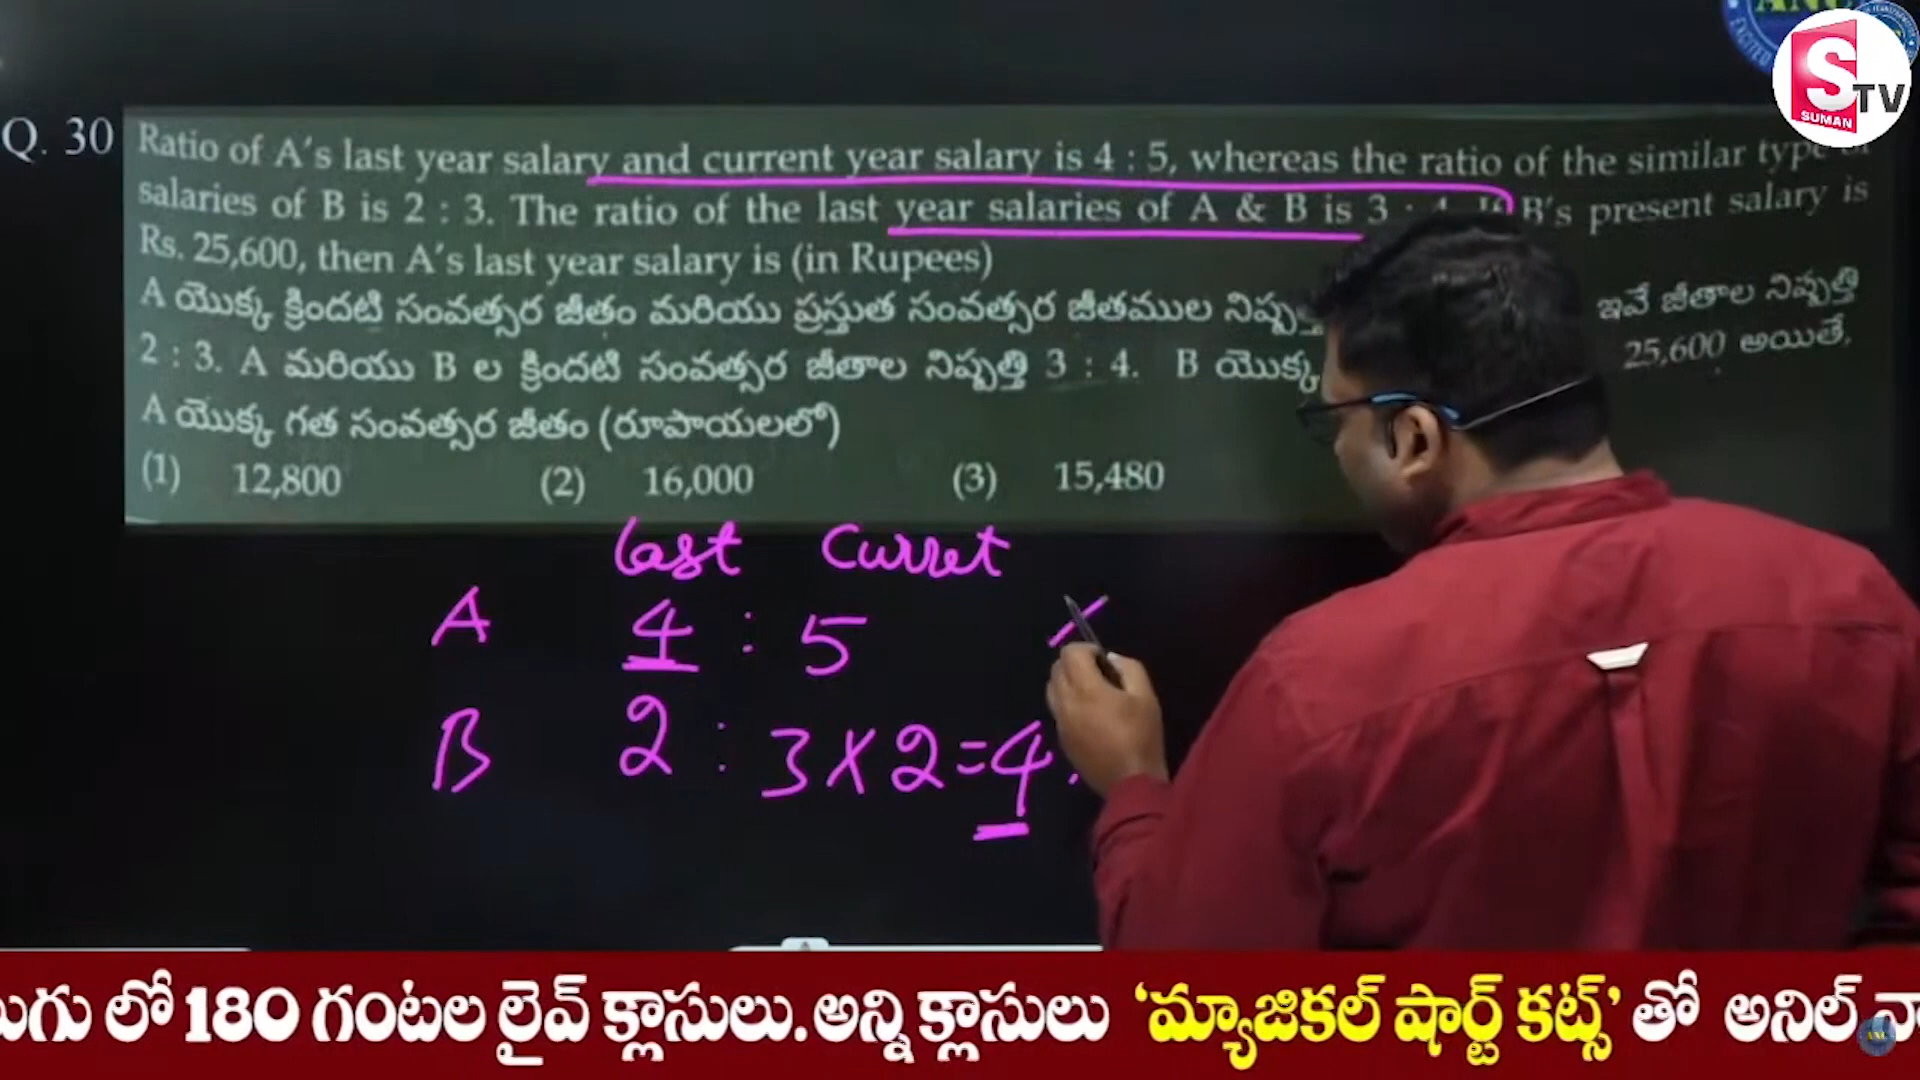 S TV
SUMAN
Q. 30 Ratio of A's last year salary and current year salary is 4 : 5, whereas the ratio of the similar type
salaries of B is 2 : 3. The ratio of the last year salaries of A & B is 3 : 4. If B's present salary is
Rs. 25,600, then A's last year salary is (in Rupees)
A యొక్క క్రిందటి సంవత్సర జీతం మరియు ప్రస్తుత సంవత్సర జీతముల ఇవే జీతాల నిష్పత్తి
2 : 3. A మరియు B ల క్రిందటి సంవత్సర జీతాల నిష్పత్తి 3 : 4. B యొక్క 25,600 అయితే,
A యొక్క గత సంవత్సర జీతం (రూపాయలలో)
(1) 12,800 (2) 16,000 (3) 15,480
last Curret
A 4 : 5
B 2 : 3 X 2 = 4
లో 180 గంటల లైవ్ క్లాసులు. అన్ని క్లాసులు ‘మ్యాజికల్ షార్ట్ కట్స్’ తో అనిల్